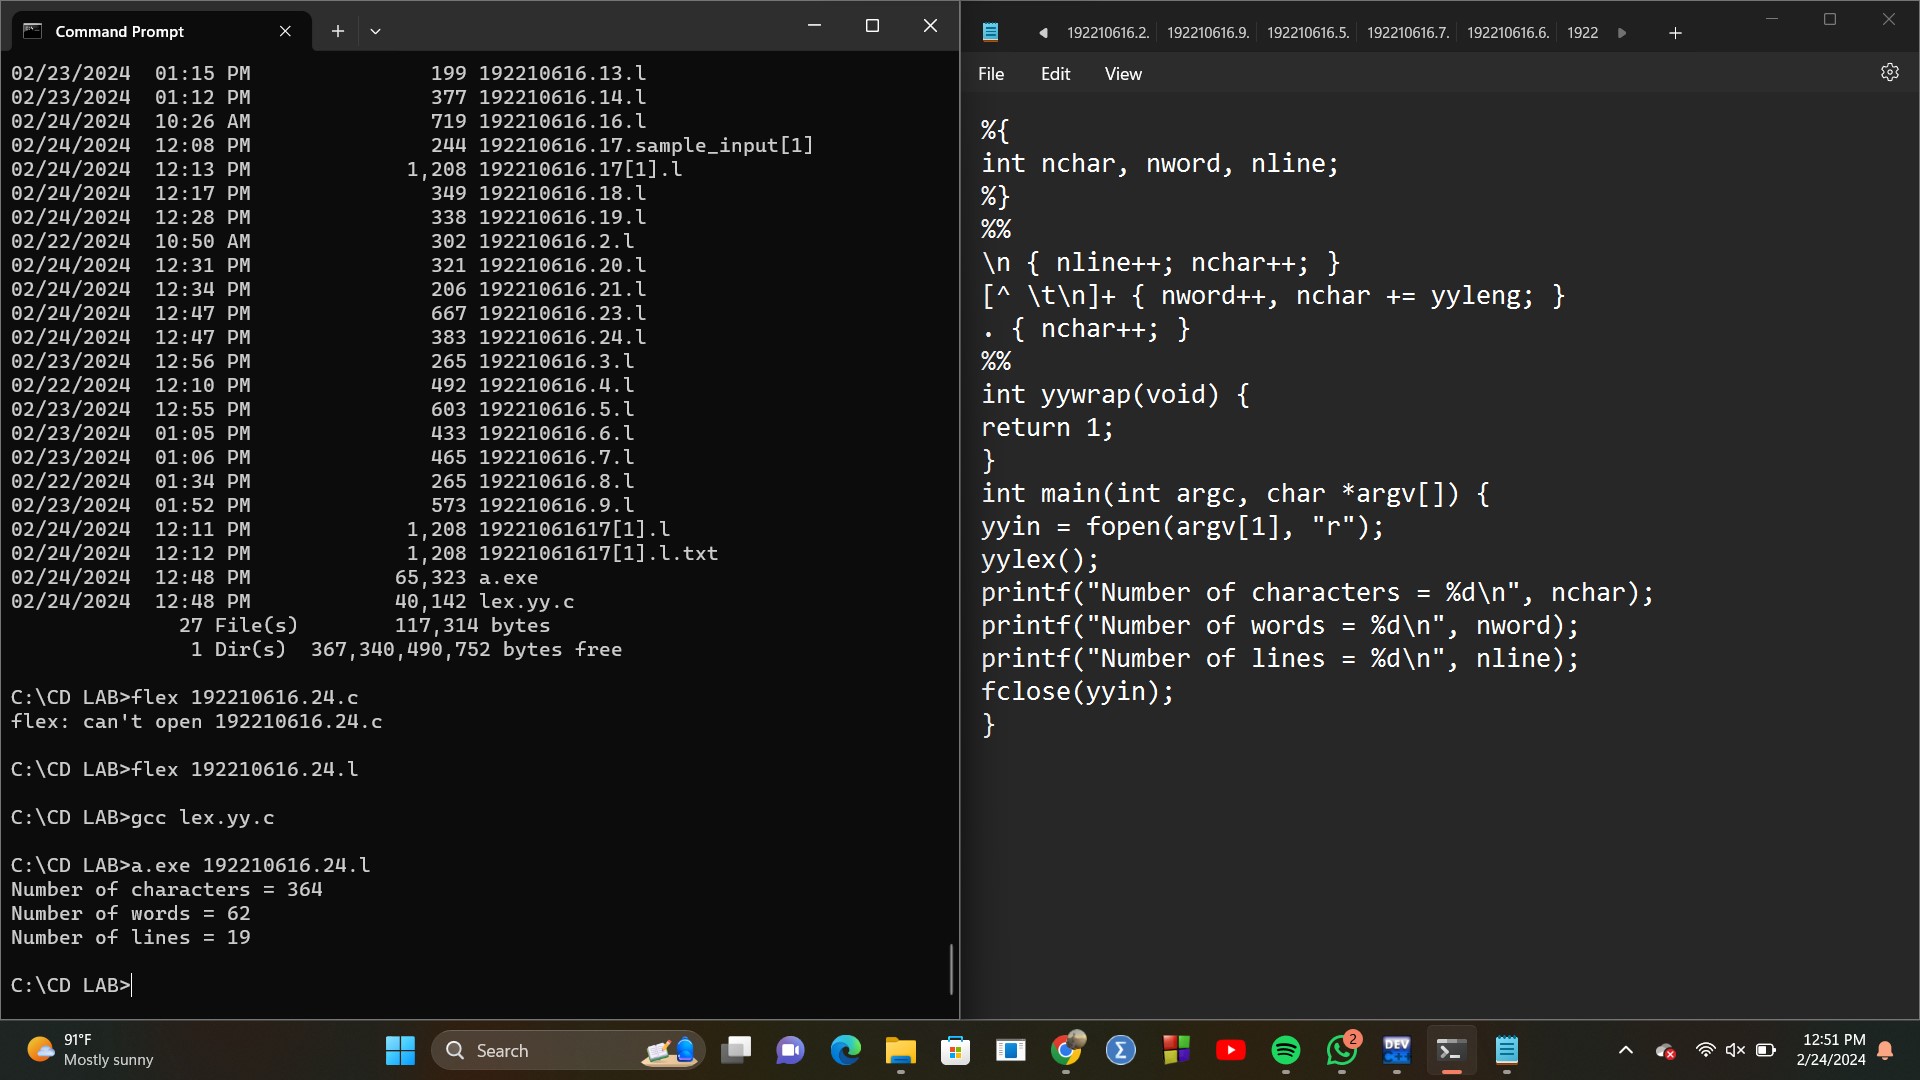 Command Prompt
02/23/2024  01:15 PM               199 192210616.13.l
02/23/2024  01:12 PM               377 192210616.14.l
02/24/2024  10:26 AM               719 192210616.16.l
02/24/2024  12:08 PM               244 192210616.17.sample_input[1]
02/24/2024  12:13 PM             1,208 192210616.17[1].l
02/24/2024  12:17 PM               349 192210616.18.l
02/24/2024  12:28 PM               338 192210616.19.l
02/22/2024  10:50 AM               302 192210616.2.l
02/24/2024  12:31 PM               321 192210616.20.l
02/24/2024  12:34 PM               206 192210616.21.l
02/24/2024  12:47 PM               667 192210616.23.l
02/24/2024  12:47 PM               383 192210616.24.l
02/23/2024  12:56 PM               265 192210616.3.l
02/22/2024  12:10 PM               492 192210616.4.l
02/23/2024  12:55 PM               603 192210616.5.l
02/23/2024  01:05 PM               433 192210616.6.l
02/23/2024  01:06 PM               465 192210616.7.l
02/22/2024  01:34 PM               265 192210616.8.l
02/23/2024  01:52 PM               573 192210616.9.l
02/24/2024  12:11 PM             1,208 19221061617[1].l
02/24/2024  12:12 PM             1,208 19221061617[1].l.txt
02/24/2024  12:48 PM            65,323 a.exe
02/24/2024  12:48 PM            40,142 lex.yy.c
27 File(s)        117,314 bytes
1 Dir(s)  367,340,490,752 bytes free
C:\CD LAB>flex 192210616.24.c
flex: can't open 192210616.24.c
C:\CD LAB>flex 192210616.24.l
C:\CD LAB>gcc lex.yy.c
C:\CD LAB>a.exe 192210616.24.l
Number of characters = 364
Number of words = 62
Number of lines = 19
C:\CD LAB>
192210616.2. 192210616.9. 192210616.5. 192210616.7. 192210616.6. 1922
File Edit View
%{
int nchar, nword, nline;
%}
%%
\n { nline++; nchar++; }
[^ \t\n]+ { nword++, nchar += yyleng; }
. { nchar++; }
%%
int yywrap(void) {
return 1;
}
int main(int argc, char *argv[]) {
yyin = fopen(argv[1], "r");
yylex();
printf("Number of characters = %d\n", nchar);
printf("Number of words = %d\n", nword);
printf("Number of lines = %d\n", nline);
fclose(yyin);
}
91°F
Mostly sunny
Search
DEV
2
12:51 PM
2/24/2024